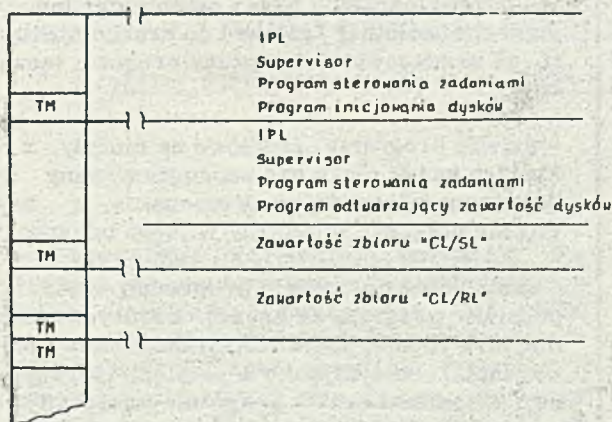 IPL
Supervisor
Program sterowania zadaniami
TM Program inicjowania dysków
IPL
Supervisor
Program sterowania zadaniami
Program odtwarzający zawartość dysków
Zawartość zbioru "CL/SL"
TM
Zawartość zbioru "CL/RL"
TM
TM